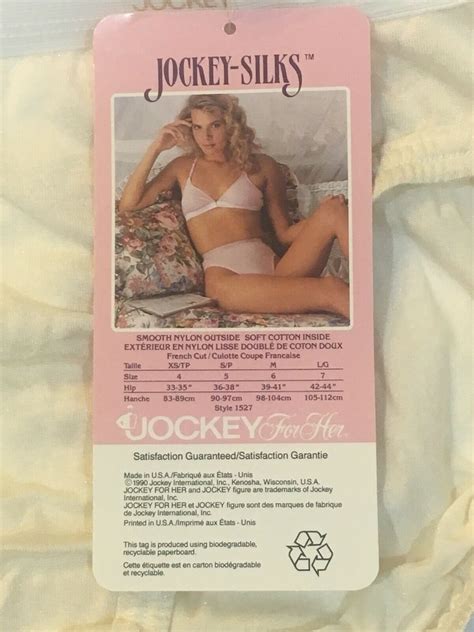 JOCKEY
JOCKEY-SILKS™
SMOOTH NYLON OUTSIDE SOFT COTTON INSIDE
EXTÉRIEUR EN NYLON LISSE DOUBLÉ DE COTON DOUX
French Cut/Culotte Coupe Francaise
Taille XS/TP S/P M L/G
Size 4 5 6 7
Hip 33-35" 36-38" 39-41" 42-44"
Hanche 83-89cm 90-97cm 98-104cm 105-112cm
Style 1527
JOCKEY For Her®
Satisfaction Guaranteed/Satisfaction Garantie
Made in U.S.A./Fabriqué aux États - Unis
©1990 Jockey International, Inc., Kenosha, Wisconsin, U.S.A.
JOCKEY FOR HER and JOCKEY figure are trademarks of Jockey
International, Inc.
JOCKEY FOR HER et JOCKEY figure sont des marques de fabrique
de Jockey International, Inc.
Printed in U.S.A./Imprimé aux États - Unis
This tag is produced using biodegradable,
recyclable paperboard.
Cette étiquette est en carton biodégradable
et recyclable.